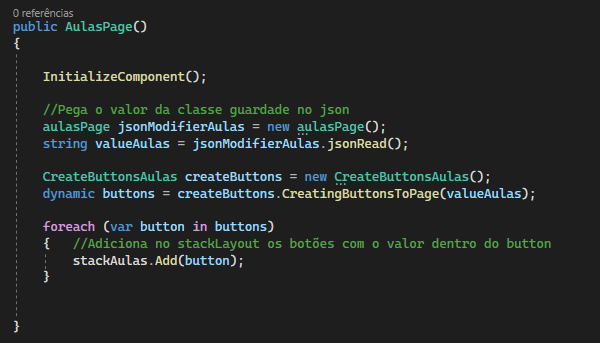 0 referências
public AulasPage()
{
InitializeComponent();
//Pega o valor da classe guardade no json
aulasPage jsonModifierAulas = new aulasPage();
string valueAulas = jsonModifierAulas.jsonRead();
CreateButtonsAulas createButtons = new CreateButtonsAulas();
dynamic buttons = createButtons.CreatingButtonsToPage(valueAulas);
foreach (var button in buttons)
{ //Adiciona no stackLayout os botões com o valor dentro do button
stackAulas.Add(button);
}
}